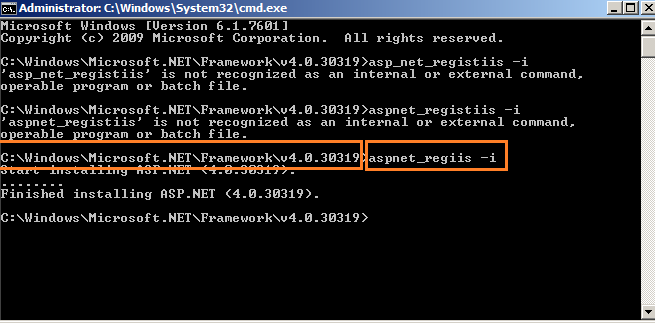 Administrator: C:\Windows\System32\cmd.exe
Microsoft Windows [Version 6.1.7601]
Copyright (c) 2009 Microsoft Corporation.  All rights reserved.
C:\Windows\Microsoft.NET\Framework\v4.0.30319>asp_net_registiis -i
'asp_net_registiis' is not recognized as an internal or external command,
operable program or batch file.
C:\Windows\Microsoft.NET\Framework\v4.0.30319>aspnet_registiis -i
'aspnet_registiis' is not recognized as an internal or external command,
operable program or batch file.
C:\Windows\Microsoft.NET\Framework\v4.0.30319>aspnet_regiis -i
Start installing ASP.NET (4.0.30319).
........
Finished installing ASP.NET (4.0.30319).
C:\Windows\Microsoft.NET\Framework\v4.0.30319>